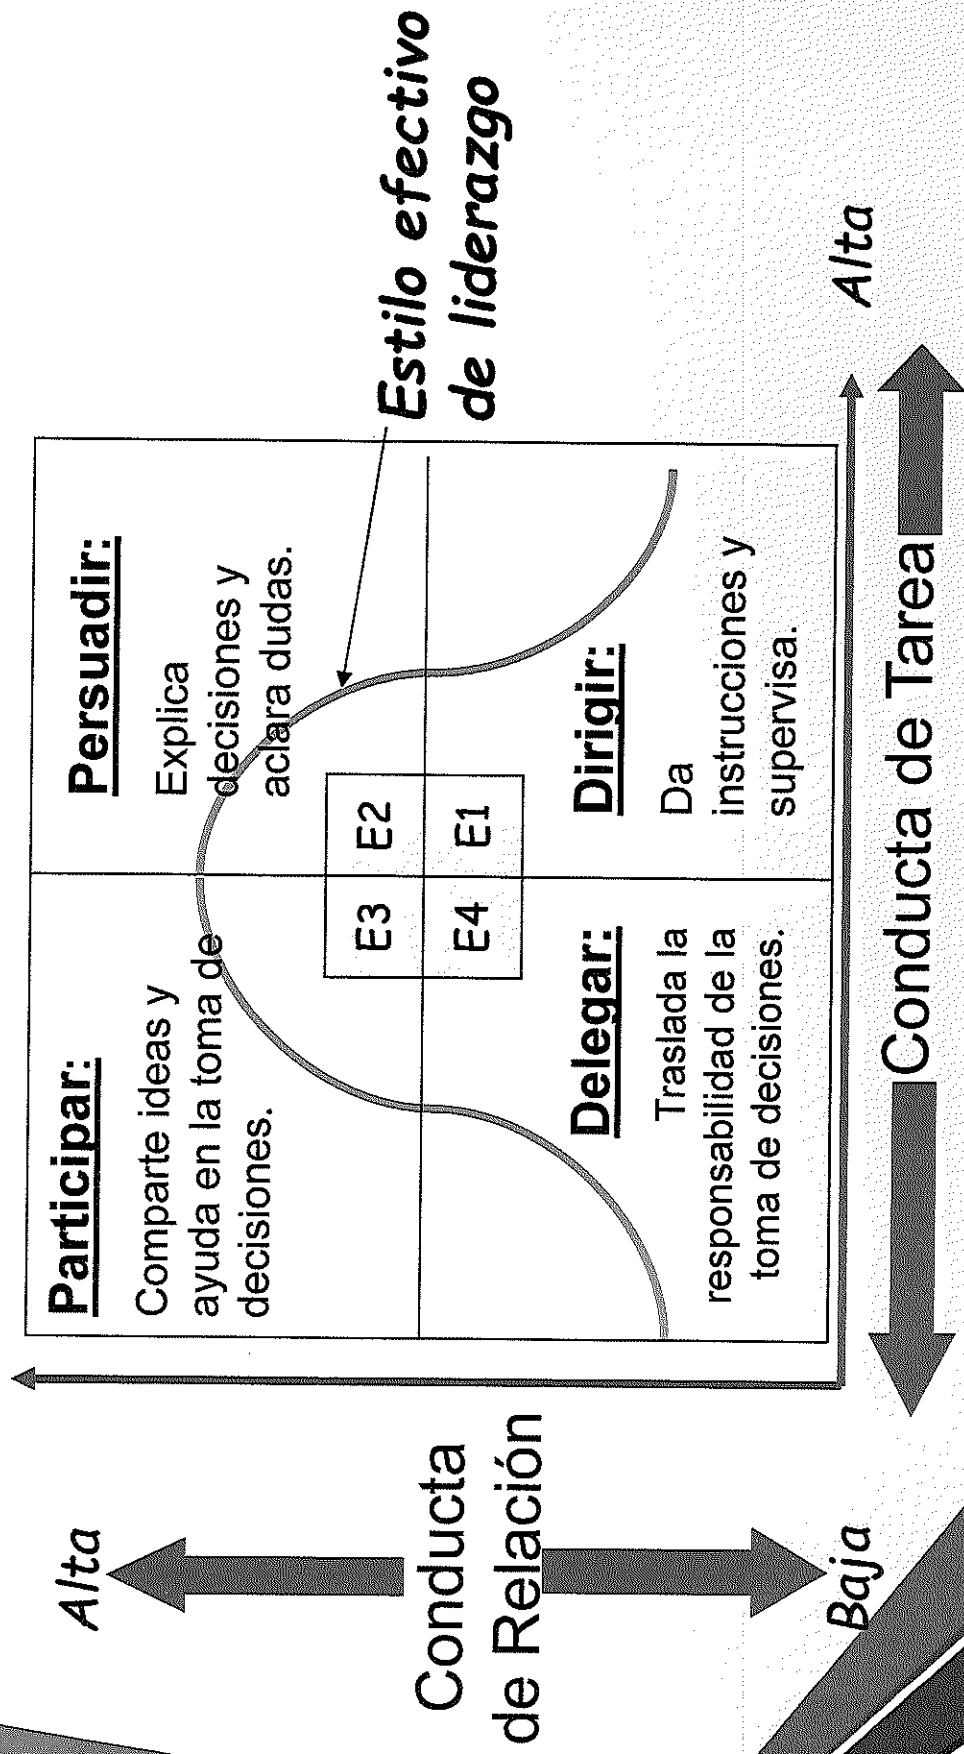 Alta
Conducta
de Relación
Baja
Participar:
Comparte ideas y
ayuda en la toma de
decisiones.
Persuadir:
Explica
decisiones y
aclara dudas.
E3
E2
E4
E1
Delegar:
Traslada la
responsabilidad de la
toma de decisiones.
Dirigir:
Da
instrucciones y
supervisa.
Estilo efectivo
de liderazgo
Conducta de Tarea
Alta